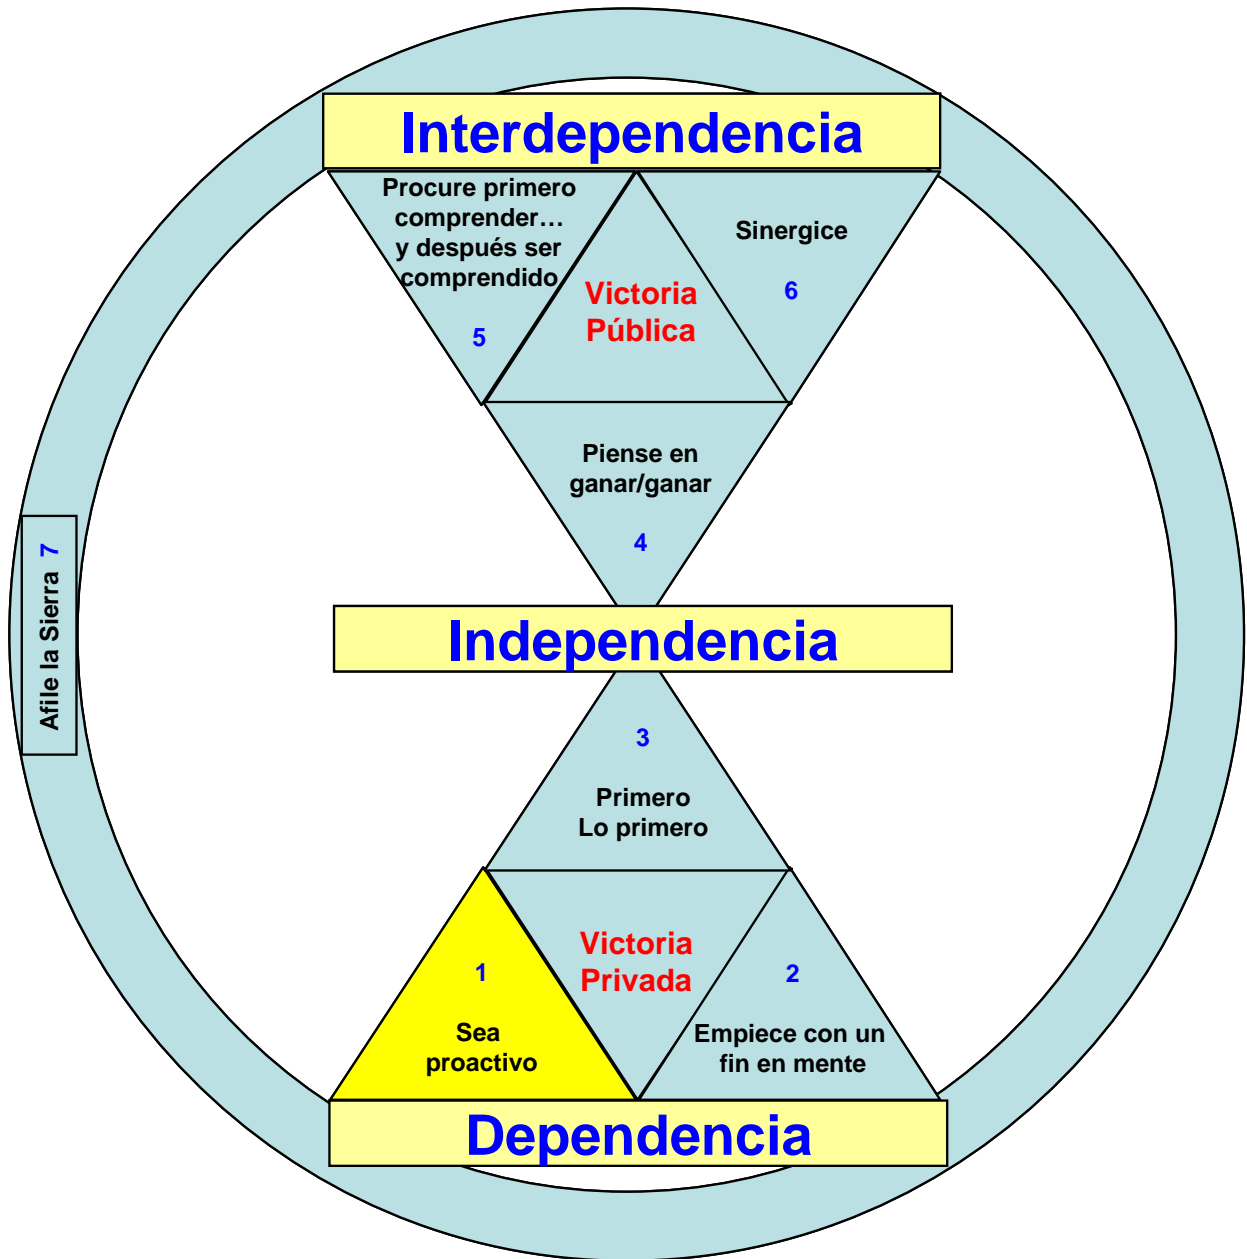 Interdependencia
Procure primero
comprender…
y después ser
comprendido
5
Victoria
Pública
Sinergice
6
Piense en
ganar/ganar
4
Afile la Sierra 7
Independencia
3
Primero
Lo primero
1
Sea
proactivo
Victoria
Privada
2
Empiece con un
fin en mente
Dependencia